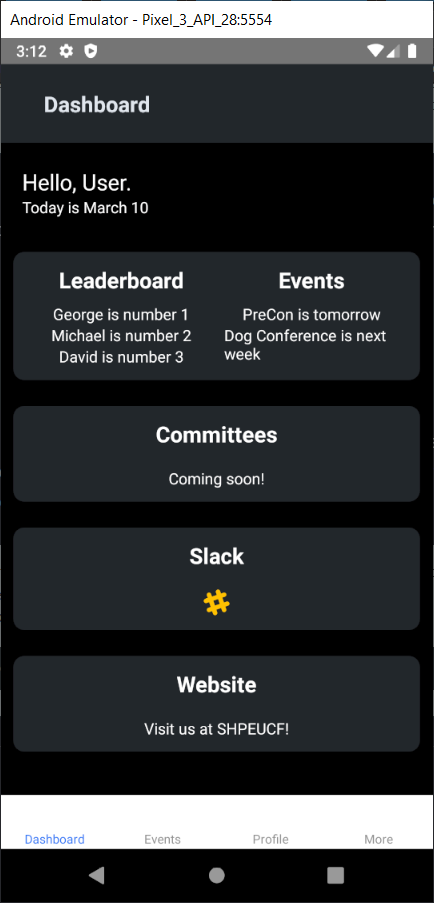 Android Emulator - Pixel_3_API_28:5554
3:12
Dashboard
Hello, User.
Today is March 10
Leaderboard
George is number 1
Michael is number 2
David is number 3
Events
PreCon is tomorrow
Dog Conference is next
week
Committees
Coming soon!
Slack
Website
Visit us at SHPEUCF!
Dashboard
Events
Profile
More